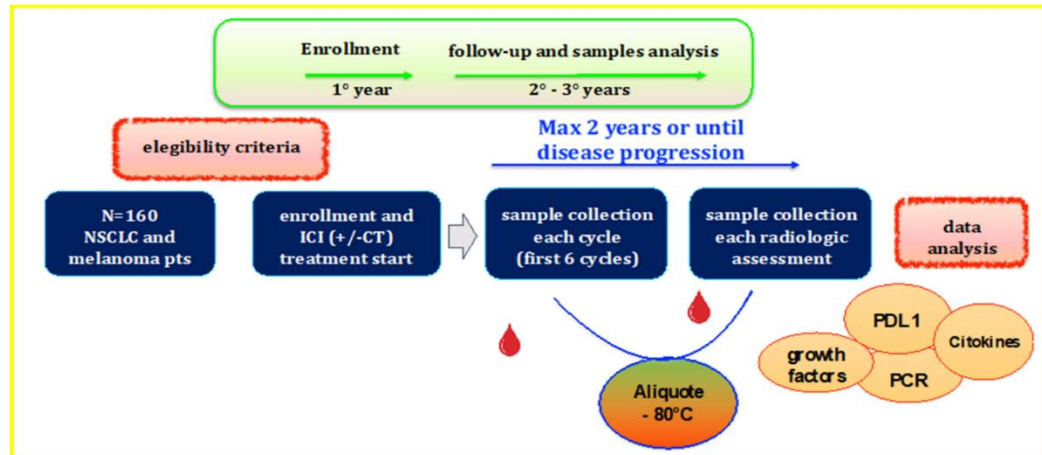 Enrollment
1° year
follow-up and samples analysis
2° - 3° years
Max 2 years or until
disease progression
elegibility criteria
N=160
NSCLC and
melanoma pts
enrollment and
ICI (+/-CT)
treatment start
sample collection
each cycle
(first 6 cycles)
sample collection
each radiologic
assessment
data
analysis
Aliquote
- 80°C
PDL1
Citokines
growth
factors
PCR